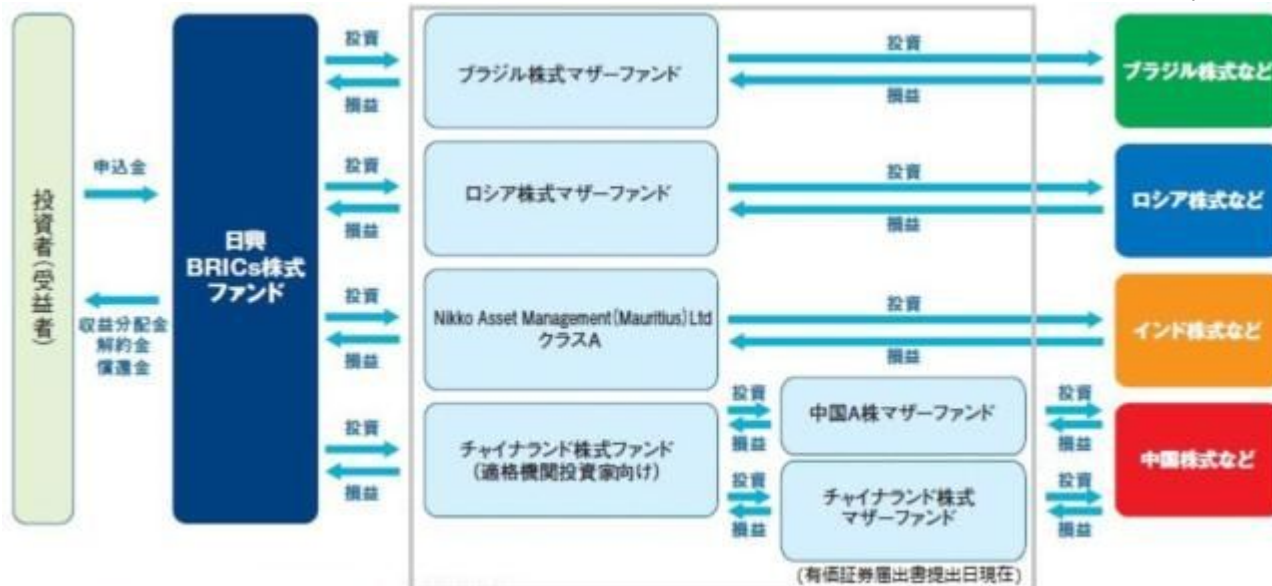 投資者(受益者)
申込金
収益分配金
解約金
償還金
日興
BRICs株式
ファンド
投資
損益
ブラジル株式マザーファンド
投資
損益
ブラジル株式など
投資
損益
ロシア株式マザーファンド
投資
損益
ロシア株式など
投資
損益
Nikko Asset Management(Mauritius)Ltd
クラスA
投資
損益
インド株式など
投資
損益
チャイナランド株式ファンド
(適格機関投資家向け)
投資
損益
中国A株マザーファンド
投資
損益
投資
損益
チャイナランド株式
マザーファンド
投資
損益
中国株式など
(有価証券届出書提出日現在)